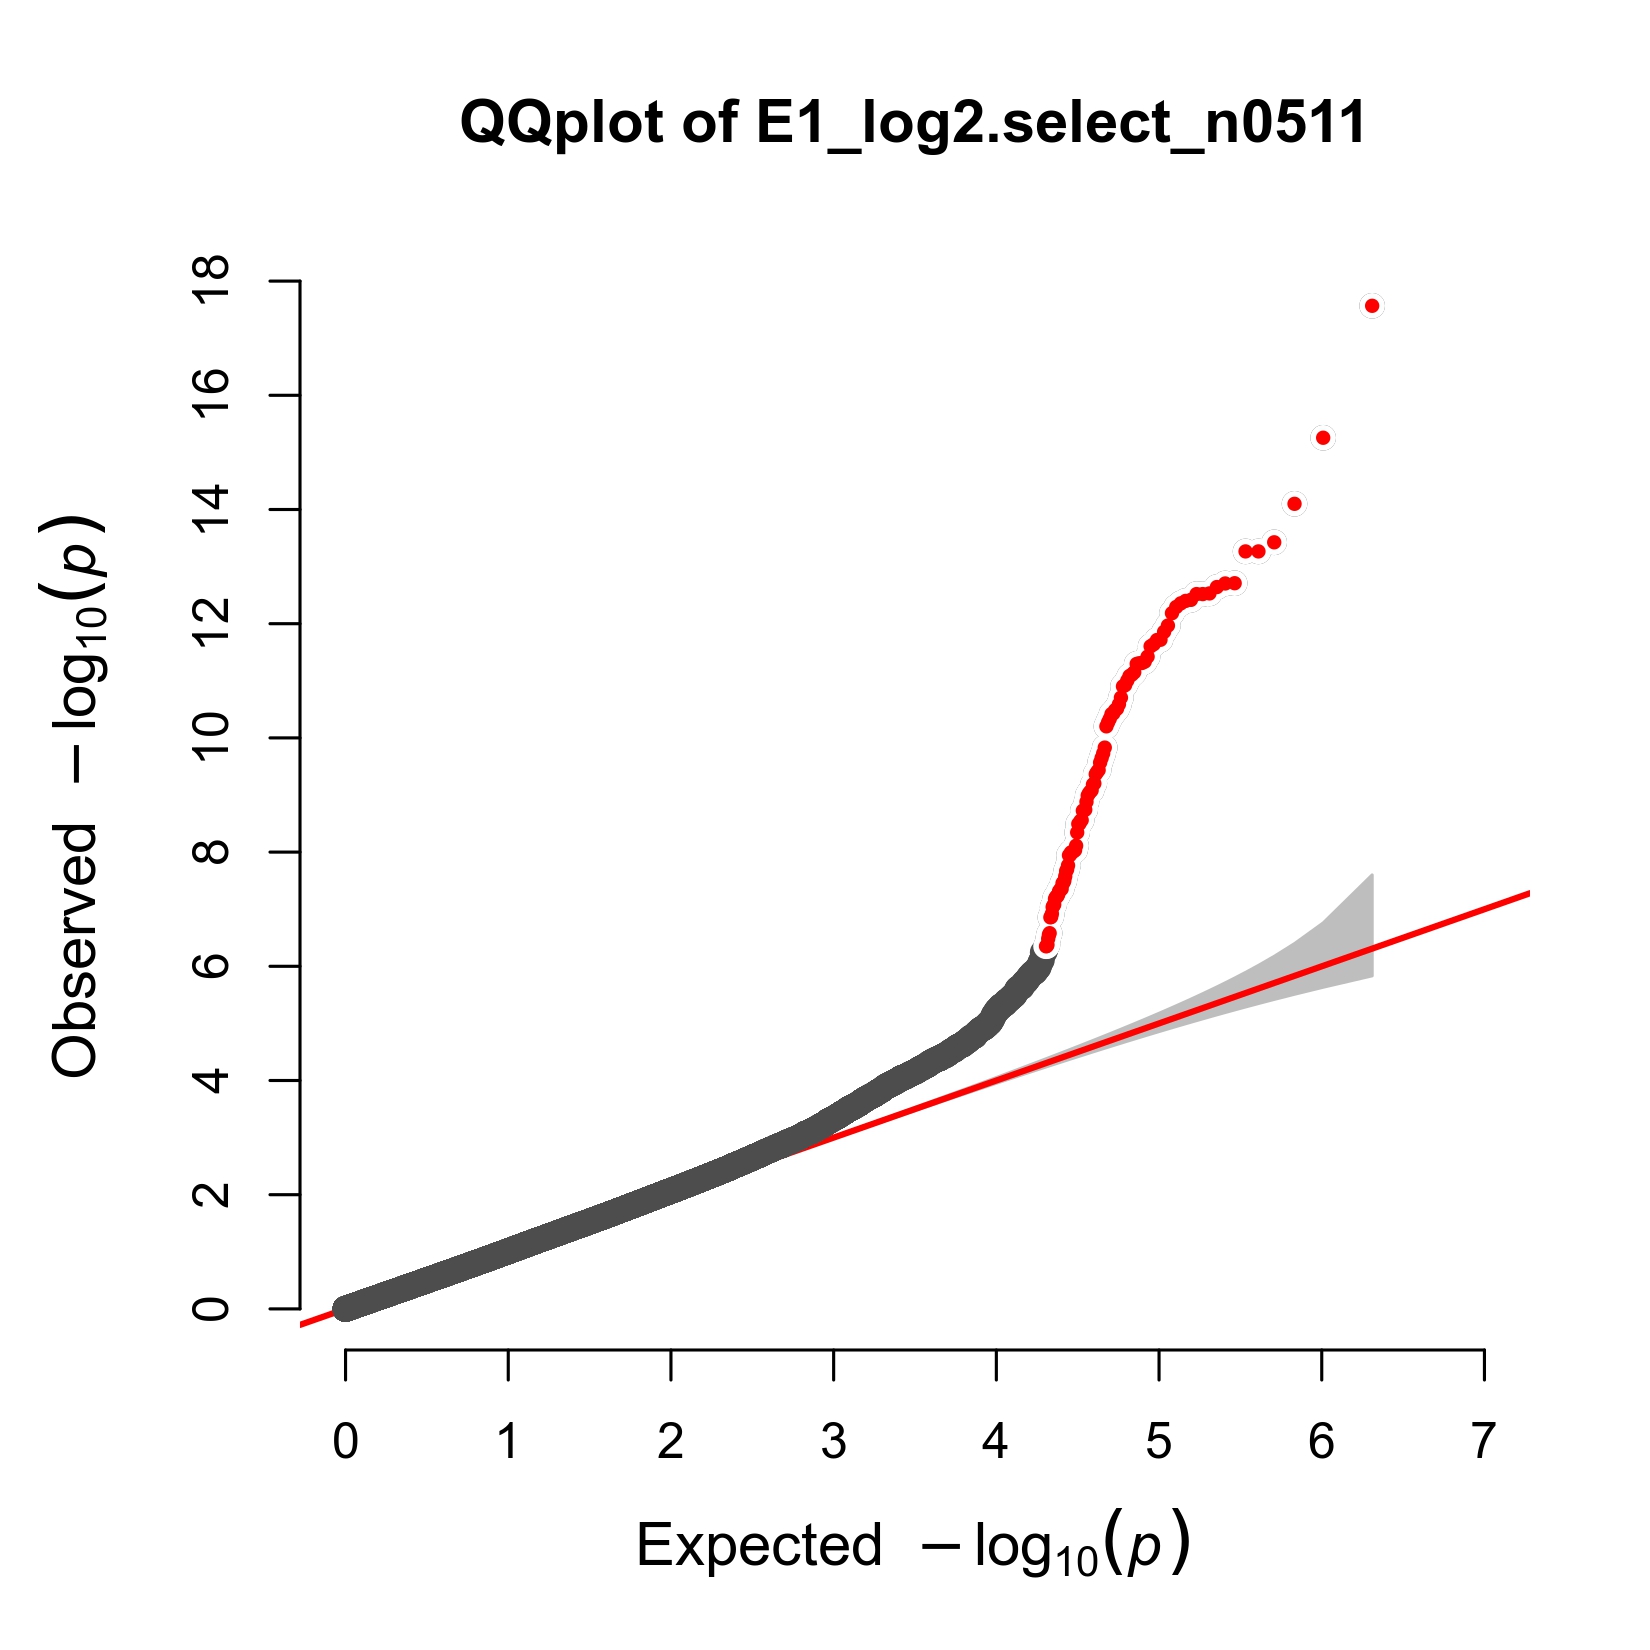 QQplot of E1_log2.select_n0511
18
16
14
12
10
8
6
4
2
0
Observed −log10(p)
0 1 2 3 4 5 6 7
Expected −log10(p)